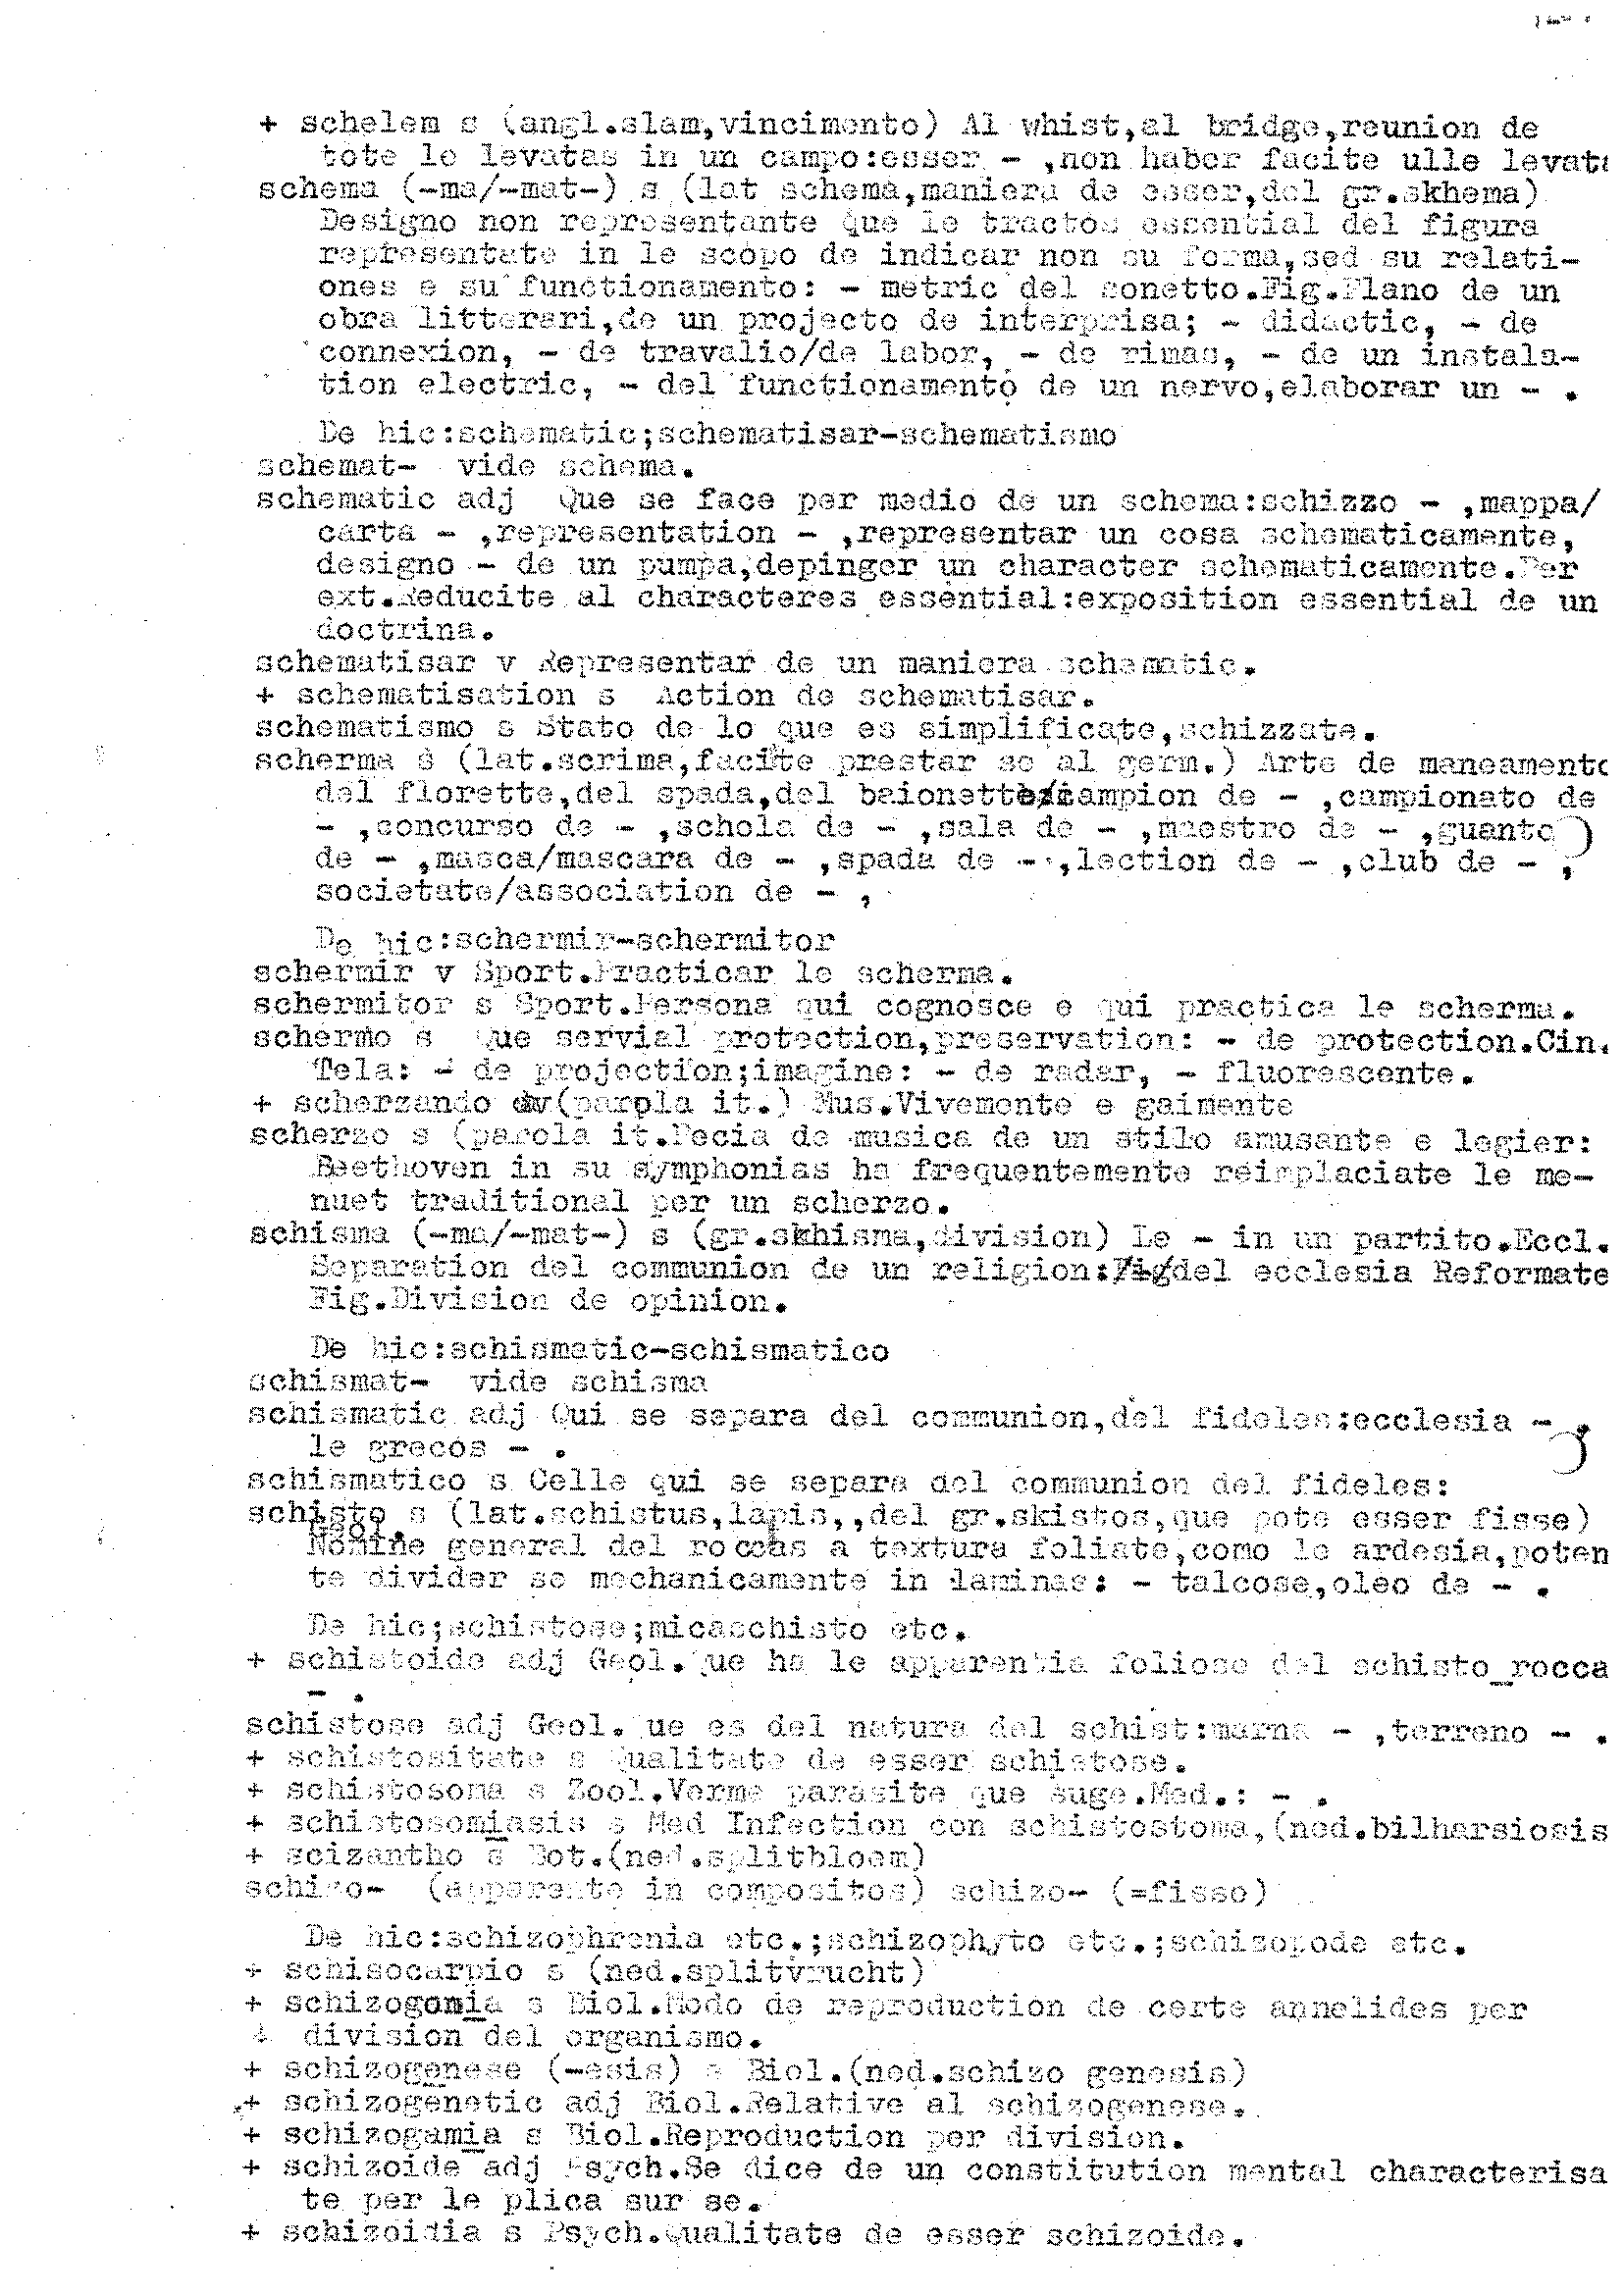 + schelem s (angl.slam,vincimento) Al whist,al bridge,reunion de
tote le levatas in un campo:esser - ,non haber facite ulle levata
schema (-ma/-mat-) s (lat schema,maniera de esser,del gr.skhema)
Designo non representante que le tractos essential del figura
representate in le scopo de indicar non su forma,sed su relati-
ones e su functionamento: - metric del sonetto.Fig.Plano de un
obra litterari,de un projecto de interprisa; - didactic, - de
connexion, - de travalio/de labor, - de rimas, - de un instala-
tion electric, - del functionamento de un nervo,elaborar un - .
De hic:schematic;schematisar-schematismo
schemat- vide schema.
schematic adj Que se face per medio de un schema:schizzo - ,mappa/
carta - ,representation - ,representar un cosa schematicamente,
designo - de un pumpa,depinger un character schematicamente.Per
ext.Reducite al characteres essential:exposition essential de un
doctrina.
schematisar v Representar de un maniera schematic.
+ schematisation s Action de schematisar.
schematismo s Stato de lo que es simplificate,schizzate.
scherma s (lat.scrima,facite prestar se al germ.) Arte de maneamento
del florette,del spada,del baionette:campion de - ,campionato de
- ,concurso de - ,schola de - ,sala de - ,maestro de - ,guanto
de - ,masca/mascara de - ,spada de - ,lection de - ,club de - ,
societate/association de - ,
De hic:schermir-schermitor
schermir v Sport.Practicar le scherma.
schermitor s Sport.Persona qui cognosce e qui practica le scherma.
schermo s Que servial protection,preservation: - de protection.Cin.
Tela: - de projection;imagine: - de radar, - fluorescente.
+ scherzando adv(parola it.) Mus.Vivemente e gaimente
scherzo s (parola it.Pecia de musica de un stilo amusante e legier:
Beethoven in su symphonias ha frequentemente reimplaciate le me-
nuet traditional per un scherzo.
schisma (-ma/-mat-) s (gr.skhisma,division) Le - in un partito.Eccl.
Separation del communion de un religion:del ecclesia Reformate
Fig.Division de opinion.
De hic:schismatic-schismatico
schismat- vide schisma
schismatic adj Qui se separa del communion,del fideles:ecclesia - ,
le grecos - .
schismatico s Celle qui se separa del communion del fideles:
schisto s (lat.schistus,lapis,,del gr.skistos,que pote esser fisse)
Geol.
Nomine general del roccas a textura foliate,como le ardesia,poten
te divider se mechanicamente in laminas: - talcose,oleo de - .
De hic;schistose;micaschisto etc.
+ schistoide adj Geol.Que ha le apparentia foliose del schisto_rocca
- .
schistose adj Geol. ue es del natura del schist:marna - ,terreno - .
+ schistositate s Qualitate de esser schistose.
+ schistosoma s Zool.Verme parasite que suge.Med.: - .
+ schistosomiasis s Med Infection con schistostoma,(ned.bilharsiosis
+ scizantho s Bot.(ned.splitbloem)
schizo- (apparente in compositos) schizo- (=fisso)
De hic:schizophrenia etc.;schizophyto etc.;schizopode etc.
+ schisocarpio s (ned.splitvrucht)
+ schizogonia s Biol.Modo de reproduction de certe annelides per
division del organismo.
+ schizogenese (-esis) s Biol.(ned.schizo genesis)
+ schizogenetic adj Biol.Relative al schizogenese.
+ schizogamia s Biol.Reproduction per division.
+ schizoide adj Psych.Se dice de un constitution mental characterisa
te per le plica sur se.
+ schizoidia s Psych.Qualitate de esser schizoide.